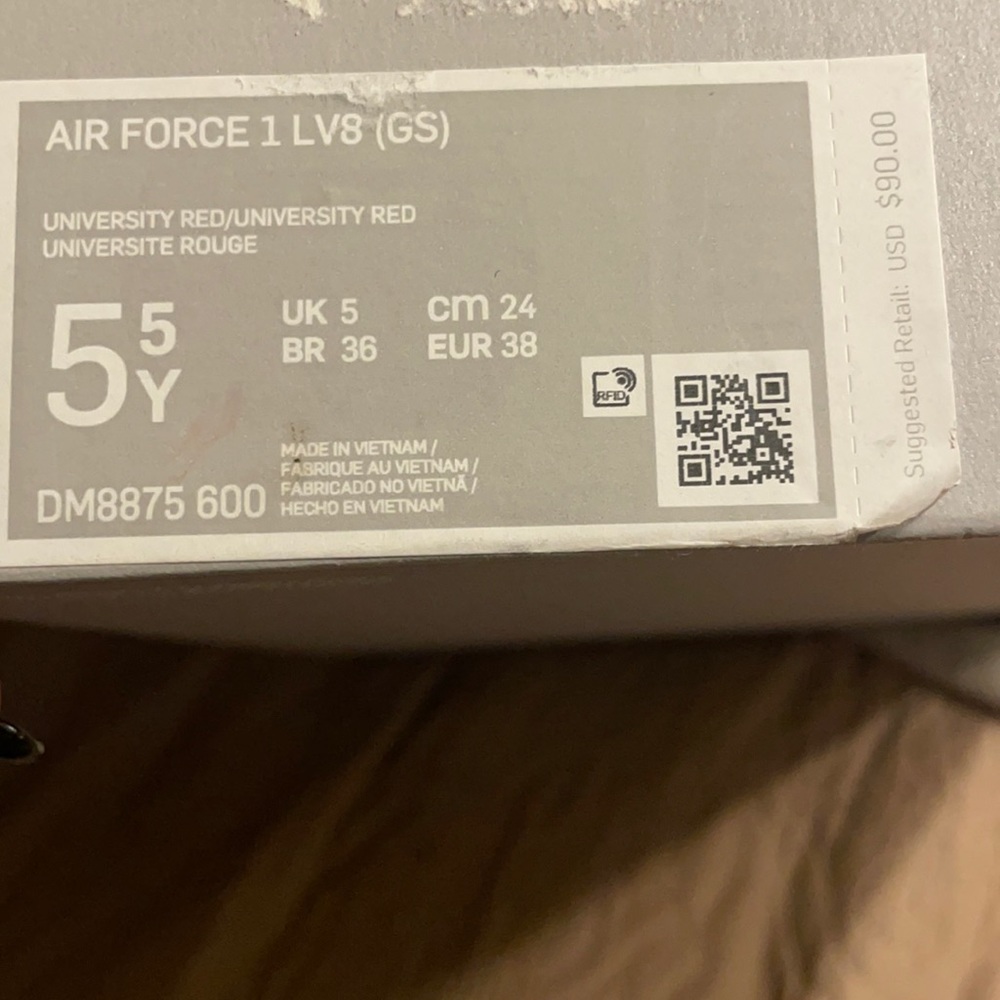 AIR FORCE 1 LV8 (GS)
UNIVERSITY RED/UNIVERSITY RED
UNIVERSITE ROUGE
5 5 Y
UK 5 cm 24
BR 36 EUR 38
RFID
MADE IN VIETNAM /
FABRIQUE AU VIETNAM /
FABRICADO NO VIETNÃ /
HECHO EN VIETNAM
DM8875 600
Suggested Retail: USD $90.00